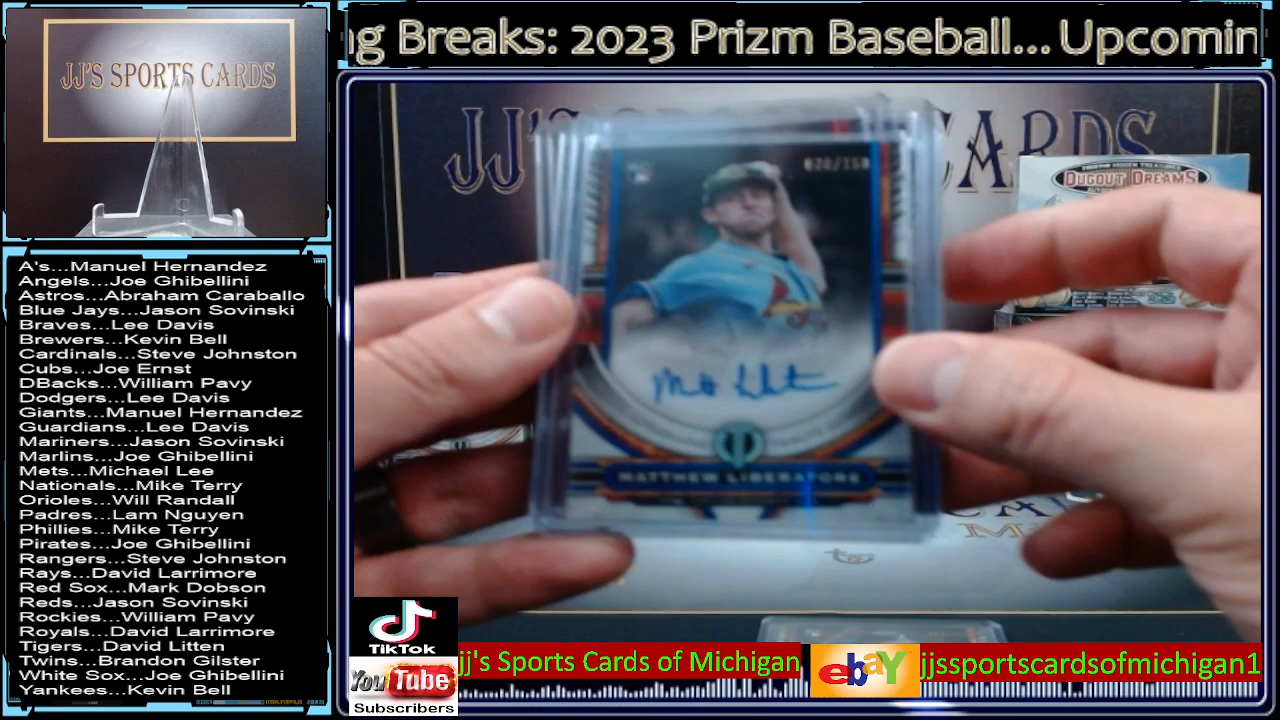 JJ'S SPORTS CARDS
ng Breaks: 2023 Prizm Baseball... Upcomin
JJ'S CARDS
DUGOUT DREAMS
MATTHEW LIBERATORE
A's...Manuel Hernandez
Angels...Joe Ghibellini
Astros...Abraham Caraballo
Blue Jays...Jason Sovinski
Braves...Lee Davis
Brewers...Kevin Bell
Cardinals...Steve Johnston
Cubs...Joe Ernst
DBacks...William Pavy
Dodgers...Lee Davis
Giants...Manuel Hernandez
Guardians...Lee Davis
Mariners...Jason Sovinski
Marlins...Joe Ghibellini
Mets...Michael Lee
Nationals...Mike Terry
Orioles...Will Randall
Padres...Lam Nguyen
Phillies...Mike Terry
Pirates...Joe Ghibellini
Rangers...Steve Johnston
Rays...David Larrimore
Red Sox...Mark Dobson
Reds...Jason Sovinski
Rockies...William Pavy
Royals...David Larrimore
Tigers...David Litten
Twins...Brandon Gilster
White Sox...Joe Ghibellini
Yankees...Kevin Bell
TikTok
YouTube
Subscribers
jj's Sports Cards of Michigan
ebay
jjssportscardsofmichigan1